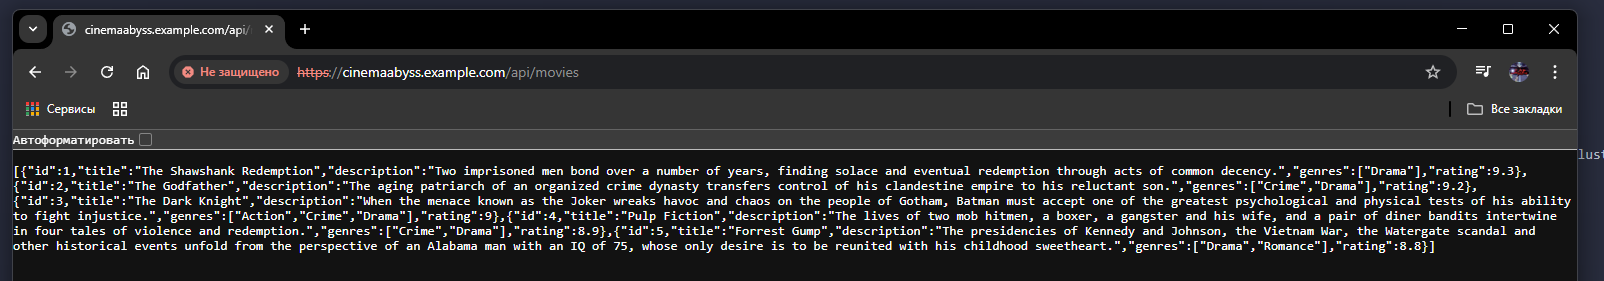 cinemaabyss.example.com/api/
Не защищено https://cinemaabyss.example.com/api/movies
Сервисы
Все закладки
Автоформатировать
[{"id":1,"title":"The Shawshank Redemption","description":"Two imprisoned men bond over a number of years, finding solace and eventual redemption through acts of common decency.","genres":["Drama"],"rating":9.3},
{"id":2,"title":"The Godfather","description":"The aging patriarch of an organized crime dynasty transfers control of his clandestine empire to his reluctant son.","genres":["Crime","Drama"],"rating":9.2},
{"id":3,"title":"The Dark Knight","description":"When the menace known as the Joker wreaks havoc and chaos on the people of Gotham, Batman must accept one of the greatest psychological and physical tests of his ability
to fight injustice.","genres":["Action","Crime","Drama"],"rating":9},{"id":4,"title":"Pulp Fiction","description":"The lives of two mob hitmen, a boxer, a gangster and his wife, and a pair of diner bandits intertwine
in four tales of violence and redemption.","genres":["Crime","Drama"],"rating":8.9},{"id":5,"title":"Forrest Gump","description":"The presidencies of Kennedy and Johnson, the Vietnam War, the Watergate scandal and
other historical events unfold from the perspective of an Alabama man with an IQ of 75, whose only desire is to be reunited with his childhood sweetheart.","genres":["Drama","Romance"],"rating":8.8}]
lust